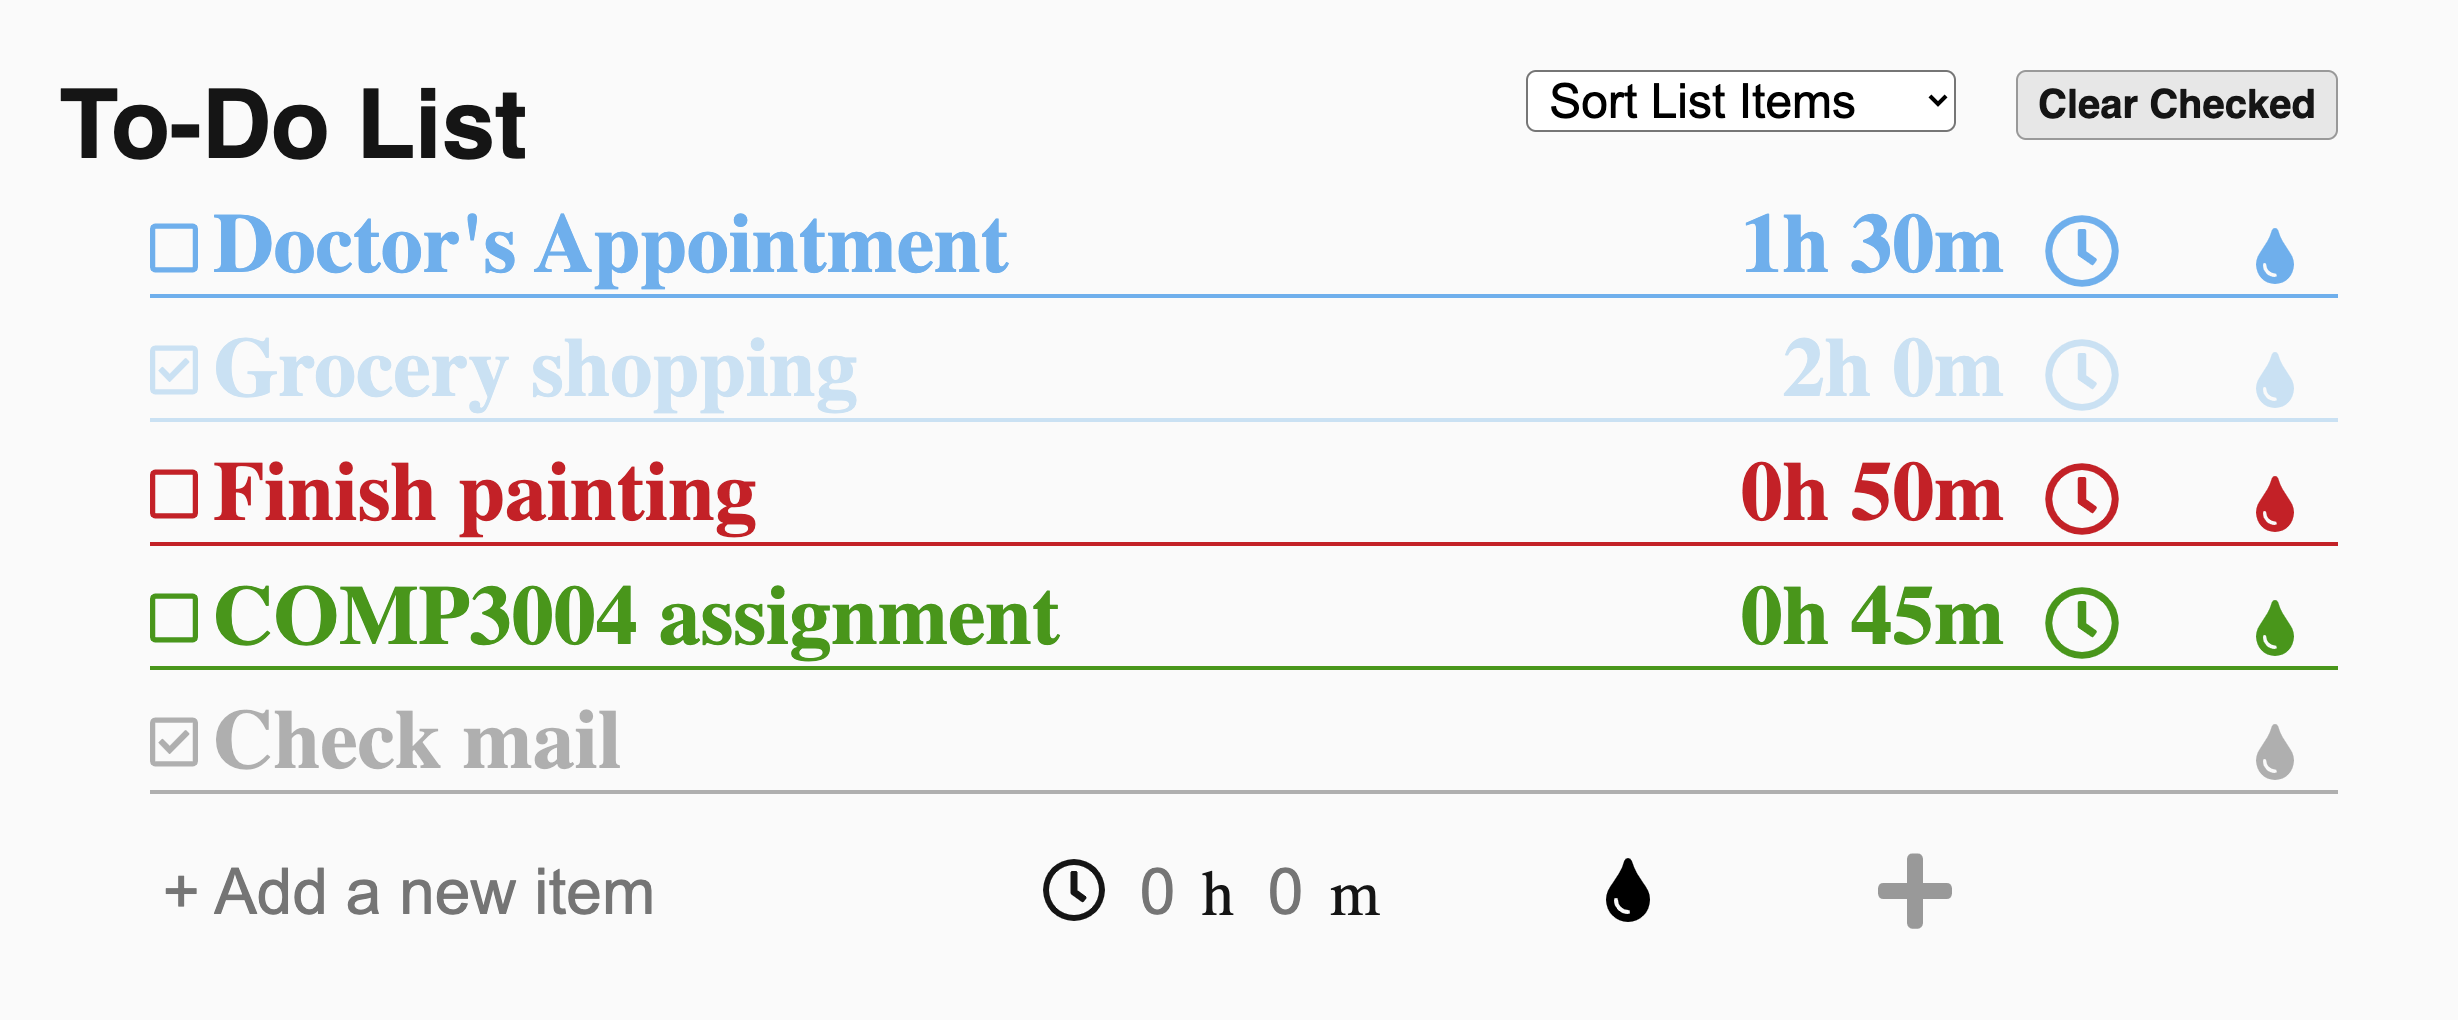 To-Do List Sort List Items Clear Checked
Doctor's Appointment 1h 30m
Grocery shopping 2h 0m
Finish painting 0h 50m
COMP3004 assignment 0h 45m
Check mail
+ Add a new item 0 h 0 m